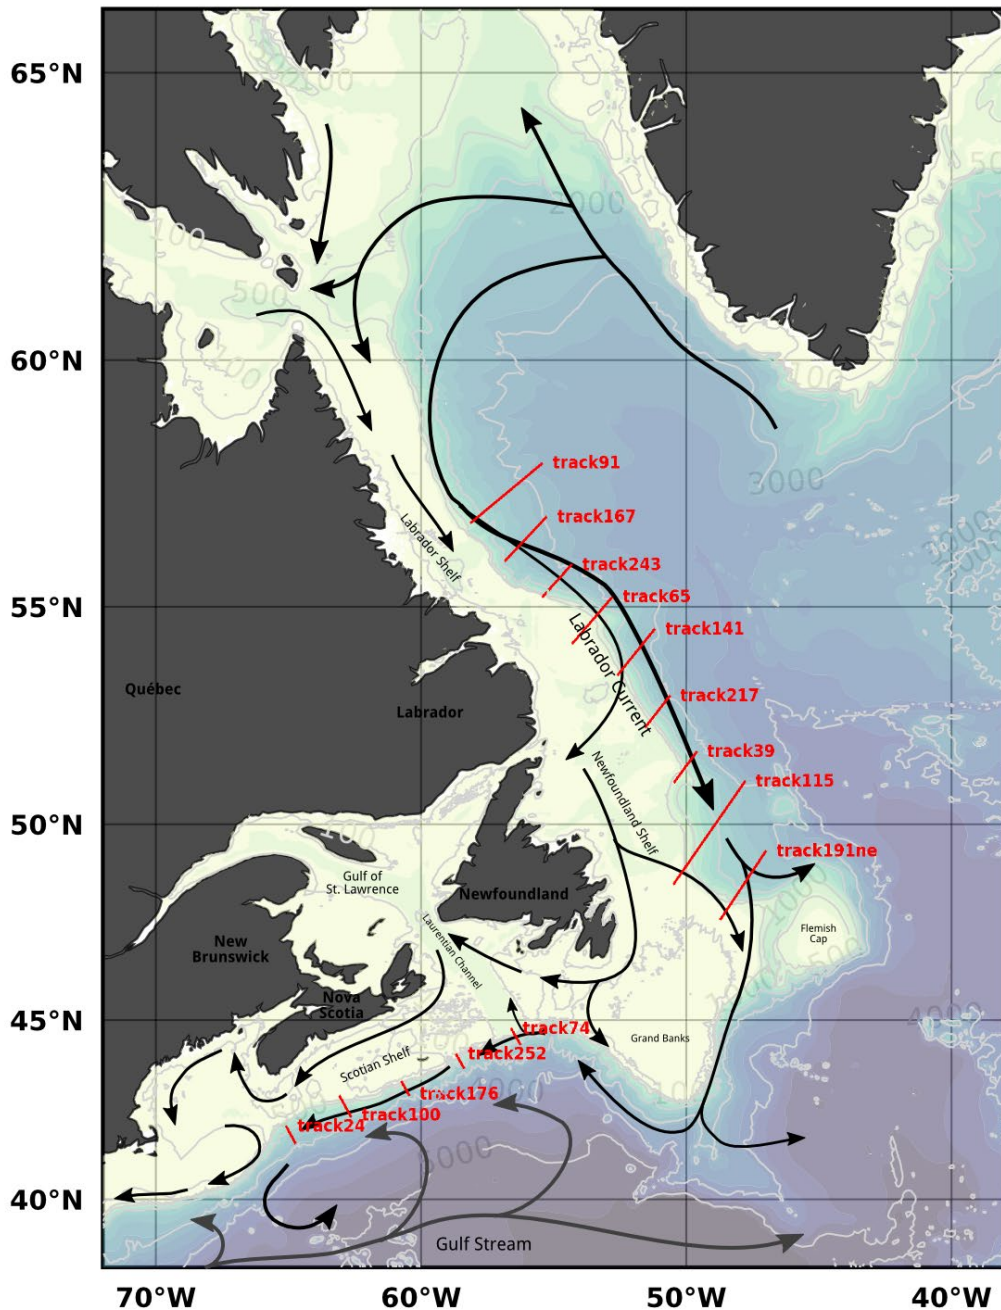 65°N
60°N
55°N
50°N
45°N
40°N
70°W
60°W
50°W
40°W
2000
500
3000
track91
track167
track243
track65
track141
track217
track39
track115
track191ne
Labrador Shelf
Labrador Current
Québec
Labrador
Newfoundland Shelf
Gulf of
St. Lawrence
Newfoundland
New
Brunswick
Laurentian Channel
Flemish
Cap
Nova
Scotia
Grand Banks
Scotian Shelf
track74
track252
track176
track100
track24
4000
Gulf Stream